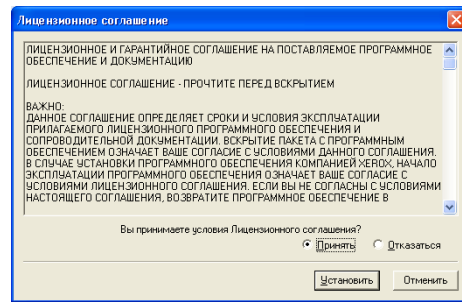 Лицензионное соглашение
ЛИЦЕНЗИОННОЕ И ГАРАНТИЙНОЕ СОГЛАШЕНИЕ НА ПОСТАВЛЯЕМОЕ ПРОГРАММНОЕ
ОБЕСПЕЧЕНИЕ И ДОКУМЕНТАЦИЮ
ЛИЦЕНЗИОННОЕ СОГЛАШЕНИЕ - ПРОЧТИТЕ ПЕРЕД ВСКРЫТИЕМ
ВАЖНО:
ДАННОЕ СОГЛАШЕНИЕ ОПРЕДЕЛЯЕТ СРОКИ И УСЛОВИЯ ЭКСПЛУАТАЦИИ
ПРИЛАГАЕМОГО ЛИЦЕНЗИОННОГО ПРОГРАММНОГО ОБЕСПЕЧЕНИЯ И
СОПРОВОДИТЕЛЬНОЙ ДОКУМЕНТАЦИИ. ВСКРЫТИЕ ПАКЕТА С ПРОГРАММНЫМ
ОБЕСПЕЧЕНИЕМ ОЗНАЧАЕТ ВАШЕ СОГЛАСИЕ С УСЛОВИЯМИ ДАННОГО СОГЛАШЕНИЯ.
В СЛУЧАЕ УСТАНОВКИ ПРОГРАММНОГО ОБЕСПЕЧЕНИЯ КОМПАНИЕЙ XEROX, НАЧАЛО
ЭКСПЛУАТАЦИИ ПРОГРАММНОГО ОБЕСПЕЧЕНИЯ ОЗНАЧАЕТ ВАШЕ СОГЛАСИЕ С
УСЛОВИЯМИ ЛИЦЕНЗИОННОГО СОГЛАШЕНИЯ. ЕСЛИ ВЫ НЕ СОГЛАСНЫ С УСЛОВИЯМИ
НАСТОЯЩЕГО СОГЛАШЕНИЯ, ВОЗВРАТИТЕ ПРОГРАММНОЕ ОБЕСПЕЧЕНИЕ В
Вы принимаете условия Лицензионного соглашения?
Принять Отказаться
Установить Отменить